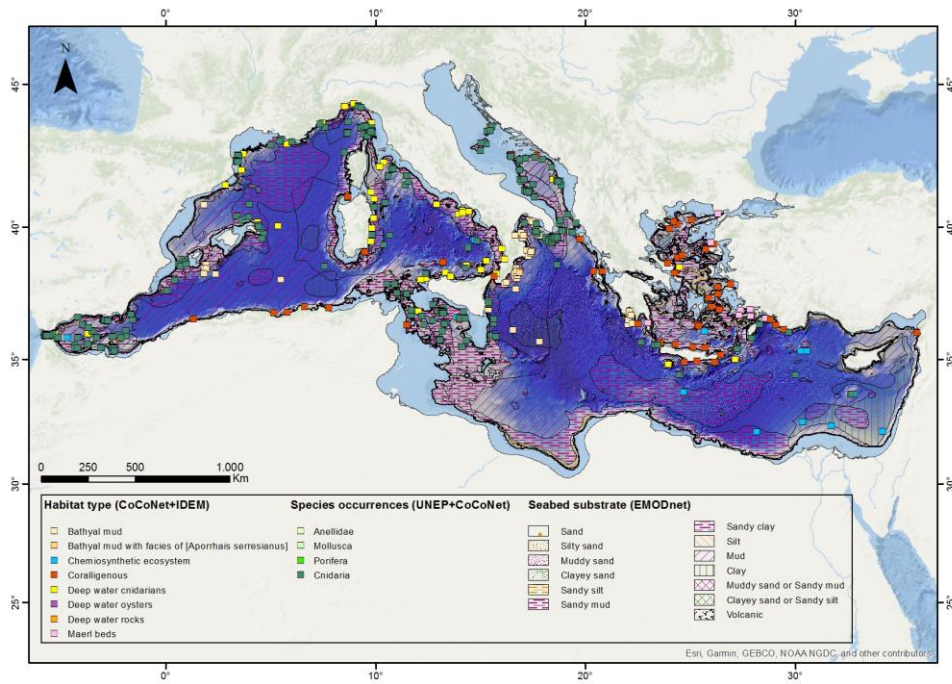 0° 10° 20° 30°
N
45° 45°
40° 40°
35° 35°
30° 30°
25° 25°
0 250 500 1.000
Km
Habitat type (CoCoNet+IDEM)
Bathyal mud
Bathyal mud with facies of [Aporrhais serresianus]
Chemiosynthetic ecosystem
Coralligenous
Deep water cnidarians
Deep water oysters
Deep water rocks
Maerl beds
Species occurrences (UNEP+CoCoNet)
Anellidae
Mollusca
Porifera
Cnidaria
Seabed substrate (EMODnet)
Sand
Silty sand
Muddy sand
Clayey sand
Sandy silt
Sandy mud
Sandy clay
Silt
Mud
Clay
Muddy sand or Sandy mud
Clayey sand or Sandy silt
Volcanic
Esri, Garmin, GEBCO, NOAA NGDC, and other contributors
0° 10° 20° 30°